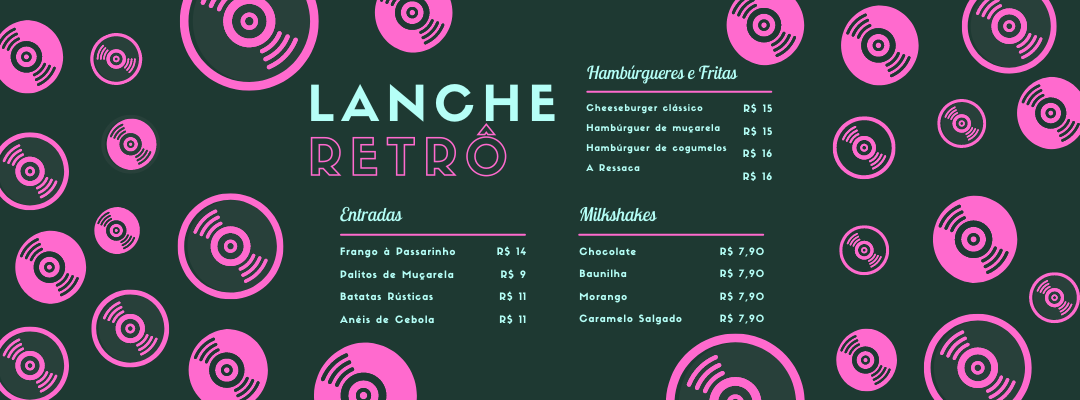 LANCHE
RETRÔ
Hambúrgueres e Fritas
Cheeseburger clássico R$ 15
Hambúrguer de muçarela R$ 15
Hambúrguer de cogumelos R$ 16
A Ressaca R$ 16
Entradas
Frango à Passarinho R$ 14
Palitos de Muçarela R$ 9
Batatas Rústicas R$ 11
Anéis de Cebola R$ 11
Milkshakes
Chocolate R$ 7,90
Baunilha R$ 7,90
Morango R$ 7,90
Caramelo Salgado R$ 7,90